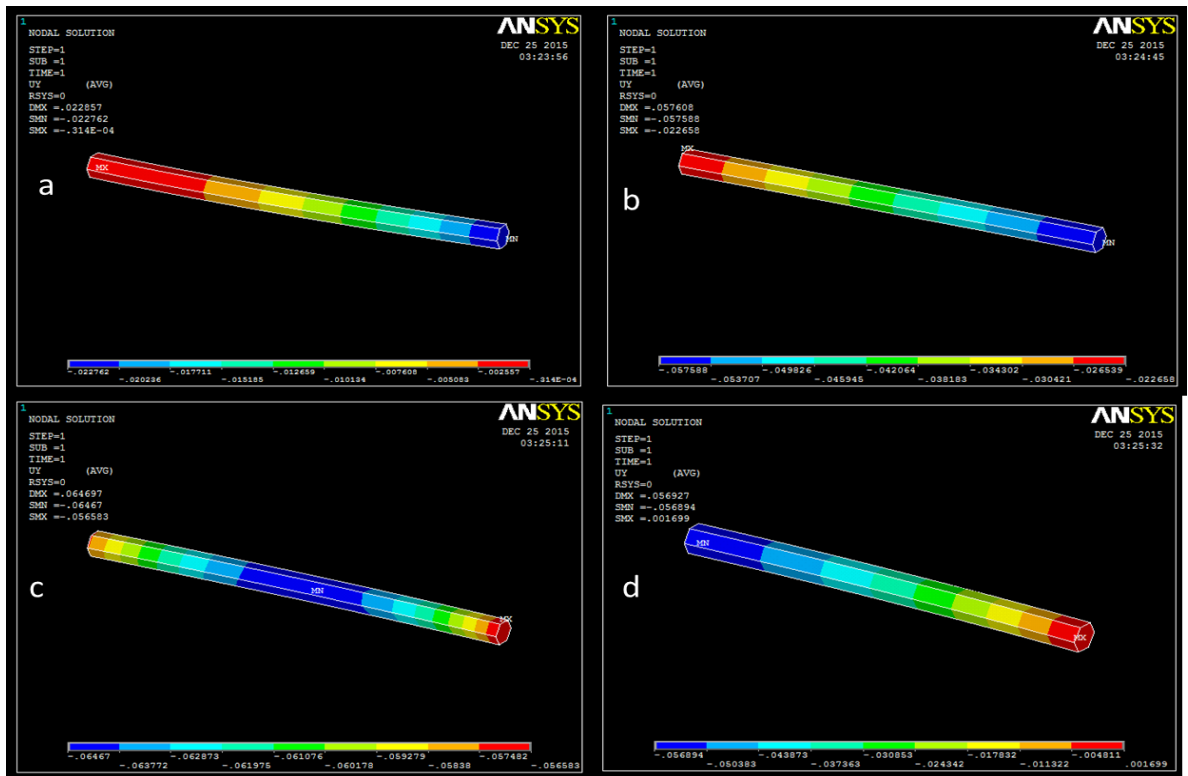 1
ANSYS
NODAL SOLUTION
DEC 25 2015
03:23:56
STEP=1
SUB =1
TIME=1
UY (AVG)
RSYS=0
DMX =.022857
SMN =-.022762
SMX =-.314E-04
MX
a
MN
-.022762 -.017711 -.012659 -.007608 -.002557
-.020236 -.015185 -.010134 -.005083 -.314E-04
1
ANSYS
NODAL SOLUTION
DEC 25 2015
03:24:45
STEP=1
SUB =1
TIME=1
UY (AVG)
RSYS=0
DMX =.057608
SMN =-.057588
SMX =-.022658
MX
b
MN
-.057588 -.049826 -.042064 -.034302 -.026539
-.053707 -.045945 -.038183 -.030421 -.022658
1
ANSYS
NODAL SOLUTION
DEC 25 2015
03:25:11
STEP=1
SUB =1
TIME=1
UY (AVG)
RSYS=0
DMX =.064697
SMN =-.06467
SMX =-.056583
c
MN
MX
-.06467 -.062873 -.061076 -.059279 -.057482
-.063772 -.061975 -.060178 -.05838 -.056583
1
ANSYS
NODAL SOLUTION
DEC 25 2015
03:25:32
STEP=1
SUB =1
TIME=1
UY (AVG)
RSYS=0
DMX =.056927
SMN =-.056894
SMX =.001699
MN
d
MX
-.056894 -.043873 -.030853 -.017832 -.004811
-.050383 -.037363 -.024342 -.011322 .001699